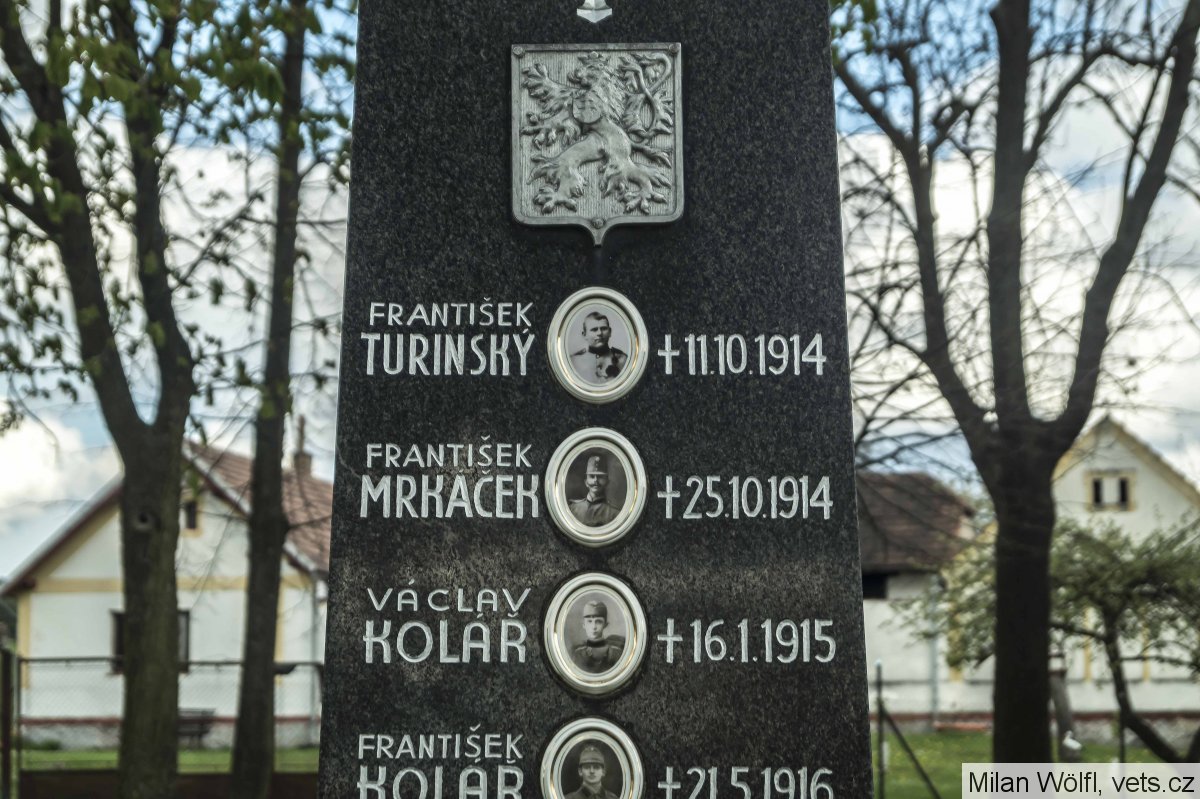 FRANTIŠEK
TURINSKÝ ✝11.10.1914
FRANTIŠEK
MRKAČEK ✝25.10.1914
VÁCLAV
KOLÁŘ ✝16.1.1915
FRANTIŠEK
KOLÁŘ ✝21.5.1916
Milan Wölfl, vets.cz